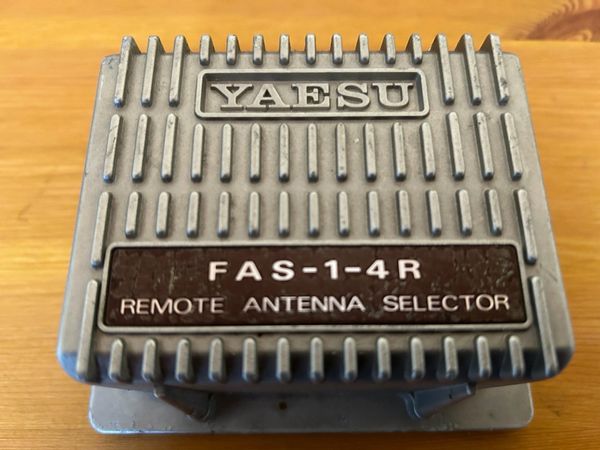 YAESU
FAS-1-4R
REMOTE ANTENNA SELECTOR